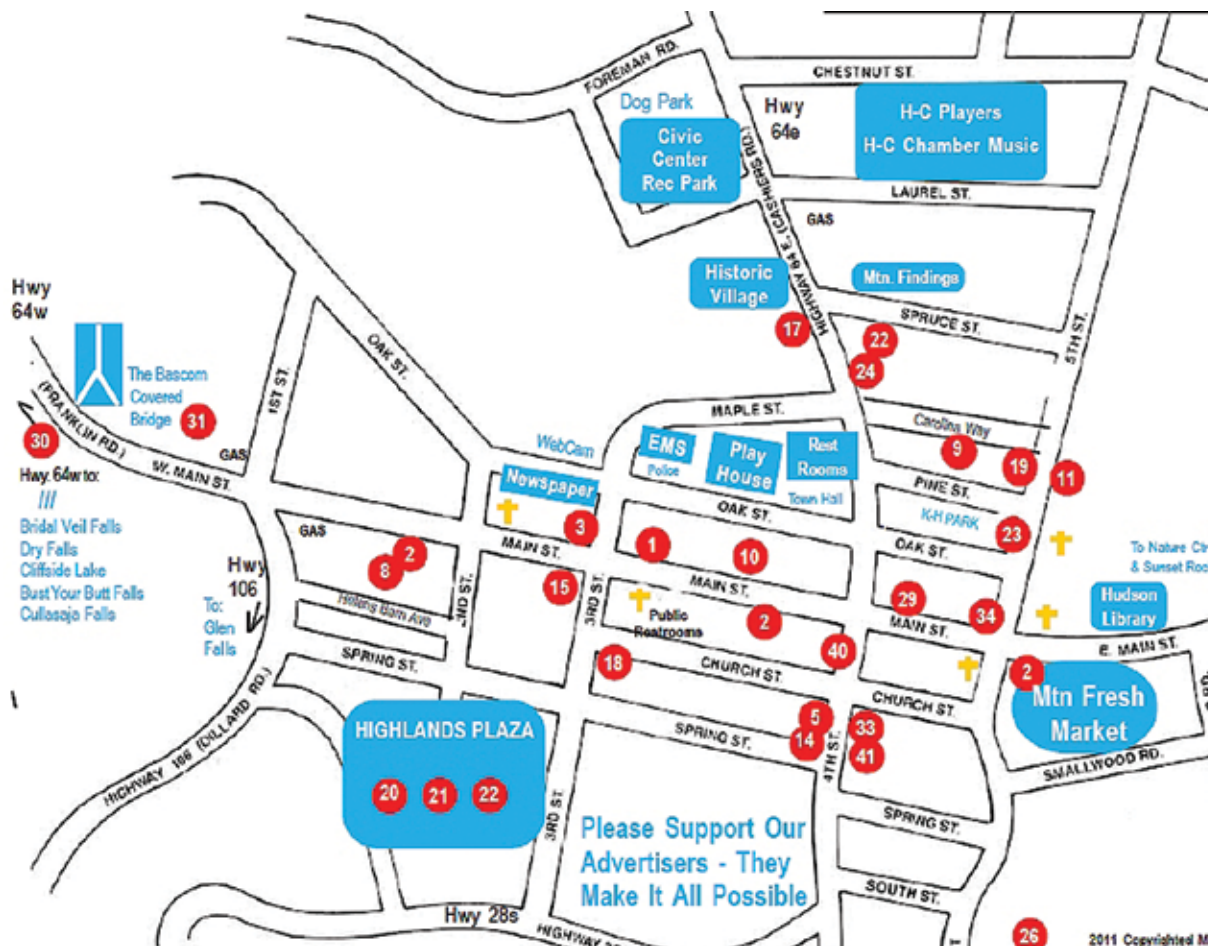 FOREMAN RD.
CHESTNUT ST.
Dog Park
Hwy
64e
Civic
Center
Rec Park
H-C Players
H-C Chamber Music
LAUREL ST.
GAS
HIGHWAY 64 E. (CASHIERS RD.)
Historic
Village
Mtn. Findings
SPRUCE ST.
5TH ST.
17
22
24
Hwy
64w
The Bascom
Covered
Bridge
31
30
(FRANKLIN RD.)
W. MAIN ST.
GAS
1ST ST.
OAK ST.
MAPLE ST.
Carolina Way
9
19
11
PINE ST.
WebCam
EMS
Police
Play
House
Rest
Rooms
Town Hall
Newspaper
K-H PARK
23
OAK ST.
OAK ST.
Hwy. 64w to:
///
Bridal Veil Falls
Dry Falls
Cliffside Lake
Bust Your Butt Falls
Cullasaja Falls
GAS
3
MAIN ST.
1
10
MAIN ST.
29
34
MAIN ST.
To Nature
& Sunset
Hudson
Library
E. MAIN ST.
Hwy
106
To:
Glen
Falls
2
8
Helens Barn Ave
2ND ST.
15
3RD ST.
Public
Restrooms
2
40
18
CHURCH ST.
CHURCH ST.
2
Mtn Fresh
Market
SMALLWOOD RD.
SPRING ST.
HIGHWAY 106 (DILLARD RD.)
HIGHLANDS PLAZA
20
21
22
3RD ST.
SPRING ST.
5
14
4TH ST.
33
41
SPRING ST.
Please Support Our
Advertisers - They
Make It All Possible
SOUTH ST.
Hwy 28s
HIGHWAY
26
2011 Copyrighted